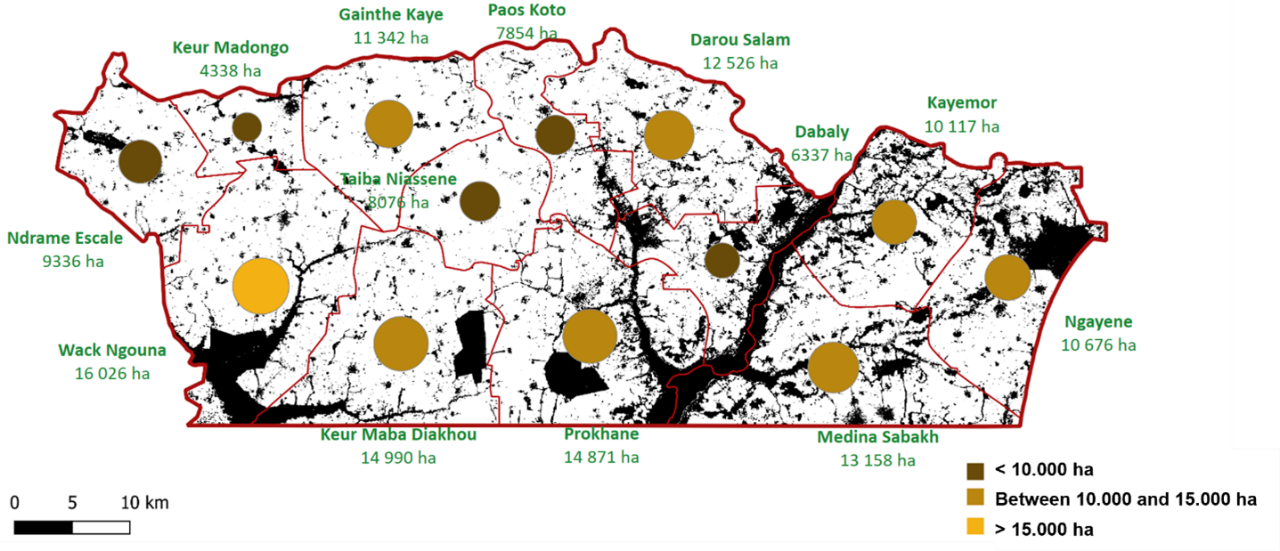 Gainthe Kaye
11 342 ha
Paos Koto
7854 ha
Keur Madongo
4338 ha
Darou Salam
12 526 ha
Kayemor
10 117 ha
Dabaly
6337 ha
Taiba Niassene
8076 ha
Ndrame Escale
9336 ha
Wack Ngouna
16 026 ha
Ngayene
10 676 ha
Keur Maba Diakhou
14 990 ha
Prokhane
14 871 ha
Medina Sabakh
13 158 ha
0 5 10 km
< 10.000 ha
Between 10.000 and 15.000 ha
> 15.000 ha